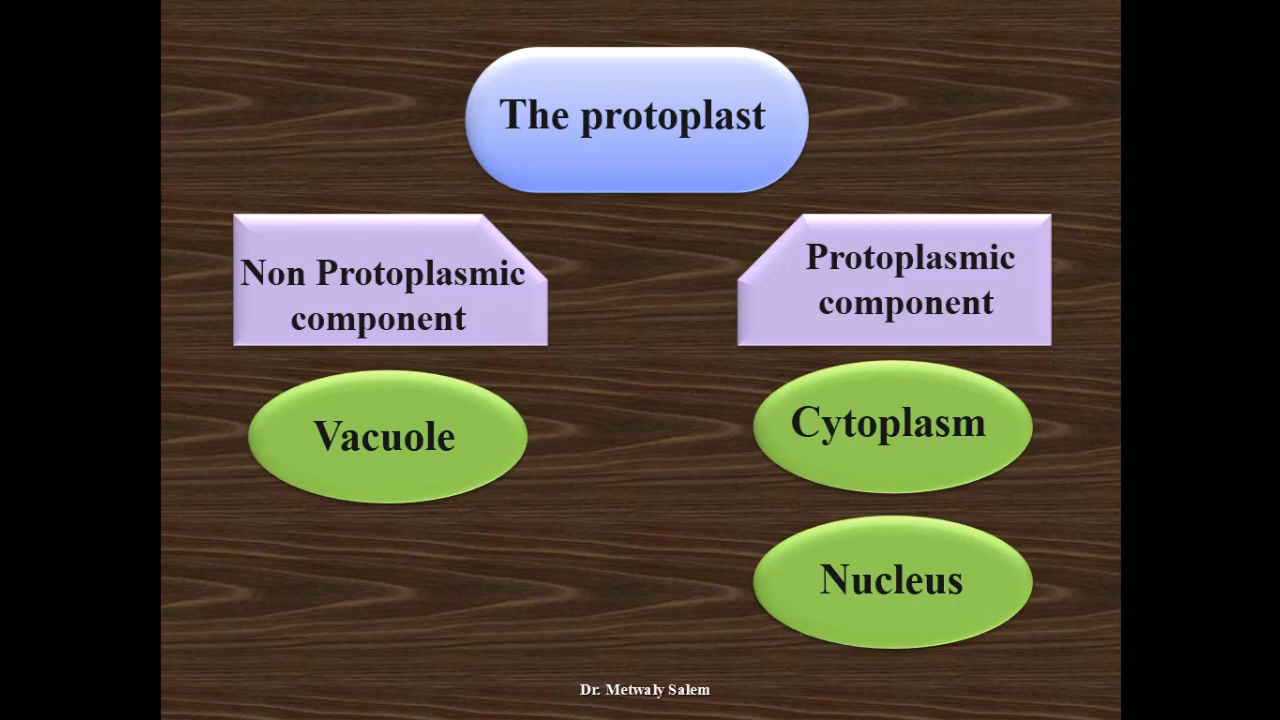 The protoplast
Non Protoplasmic
component
Protoplasmic
component
Vacuole
Cytoplasm
Nucleus
Dr. Metwaly Salem